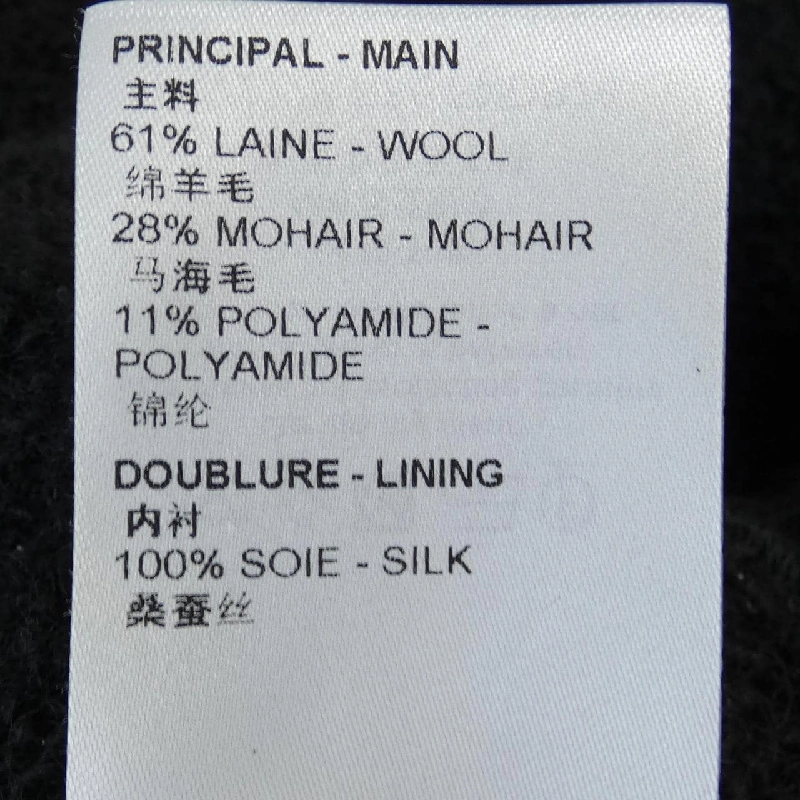 PRINCIPAL - MAIN
主料
61% LAINE - WOOL
绵羊毛
28% MOHAIR - MOHAIR
马海毛
11% POLYAMIDE -
POLYAMIDE
锦纶
DOUBLURE - LINING
内衬
100% SOIE - SILK
桑蚕丝